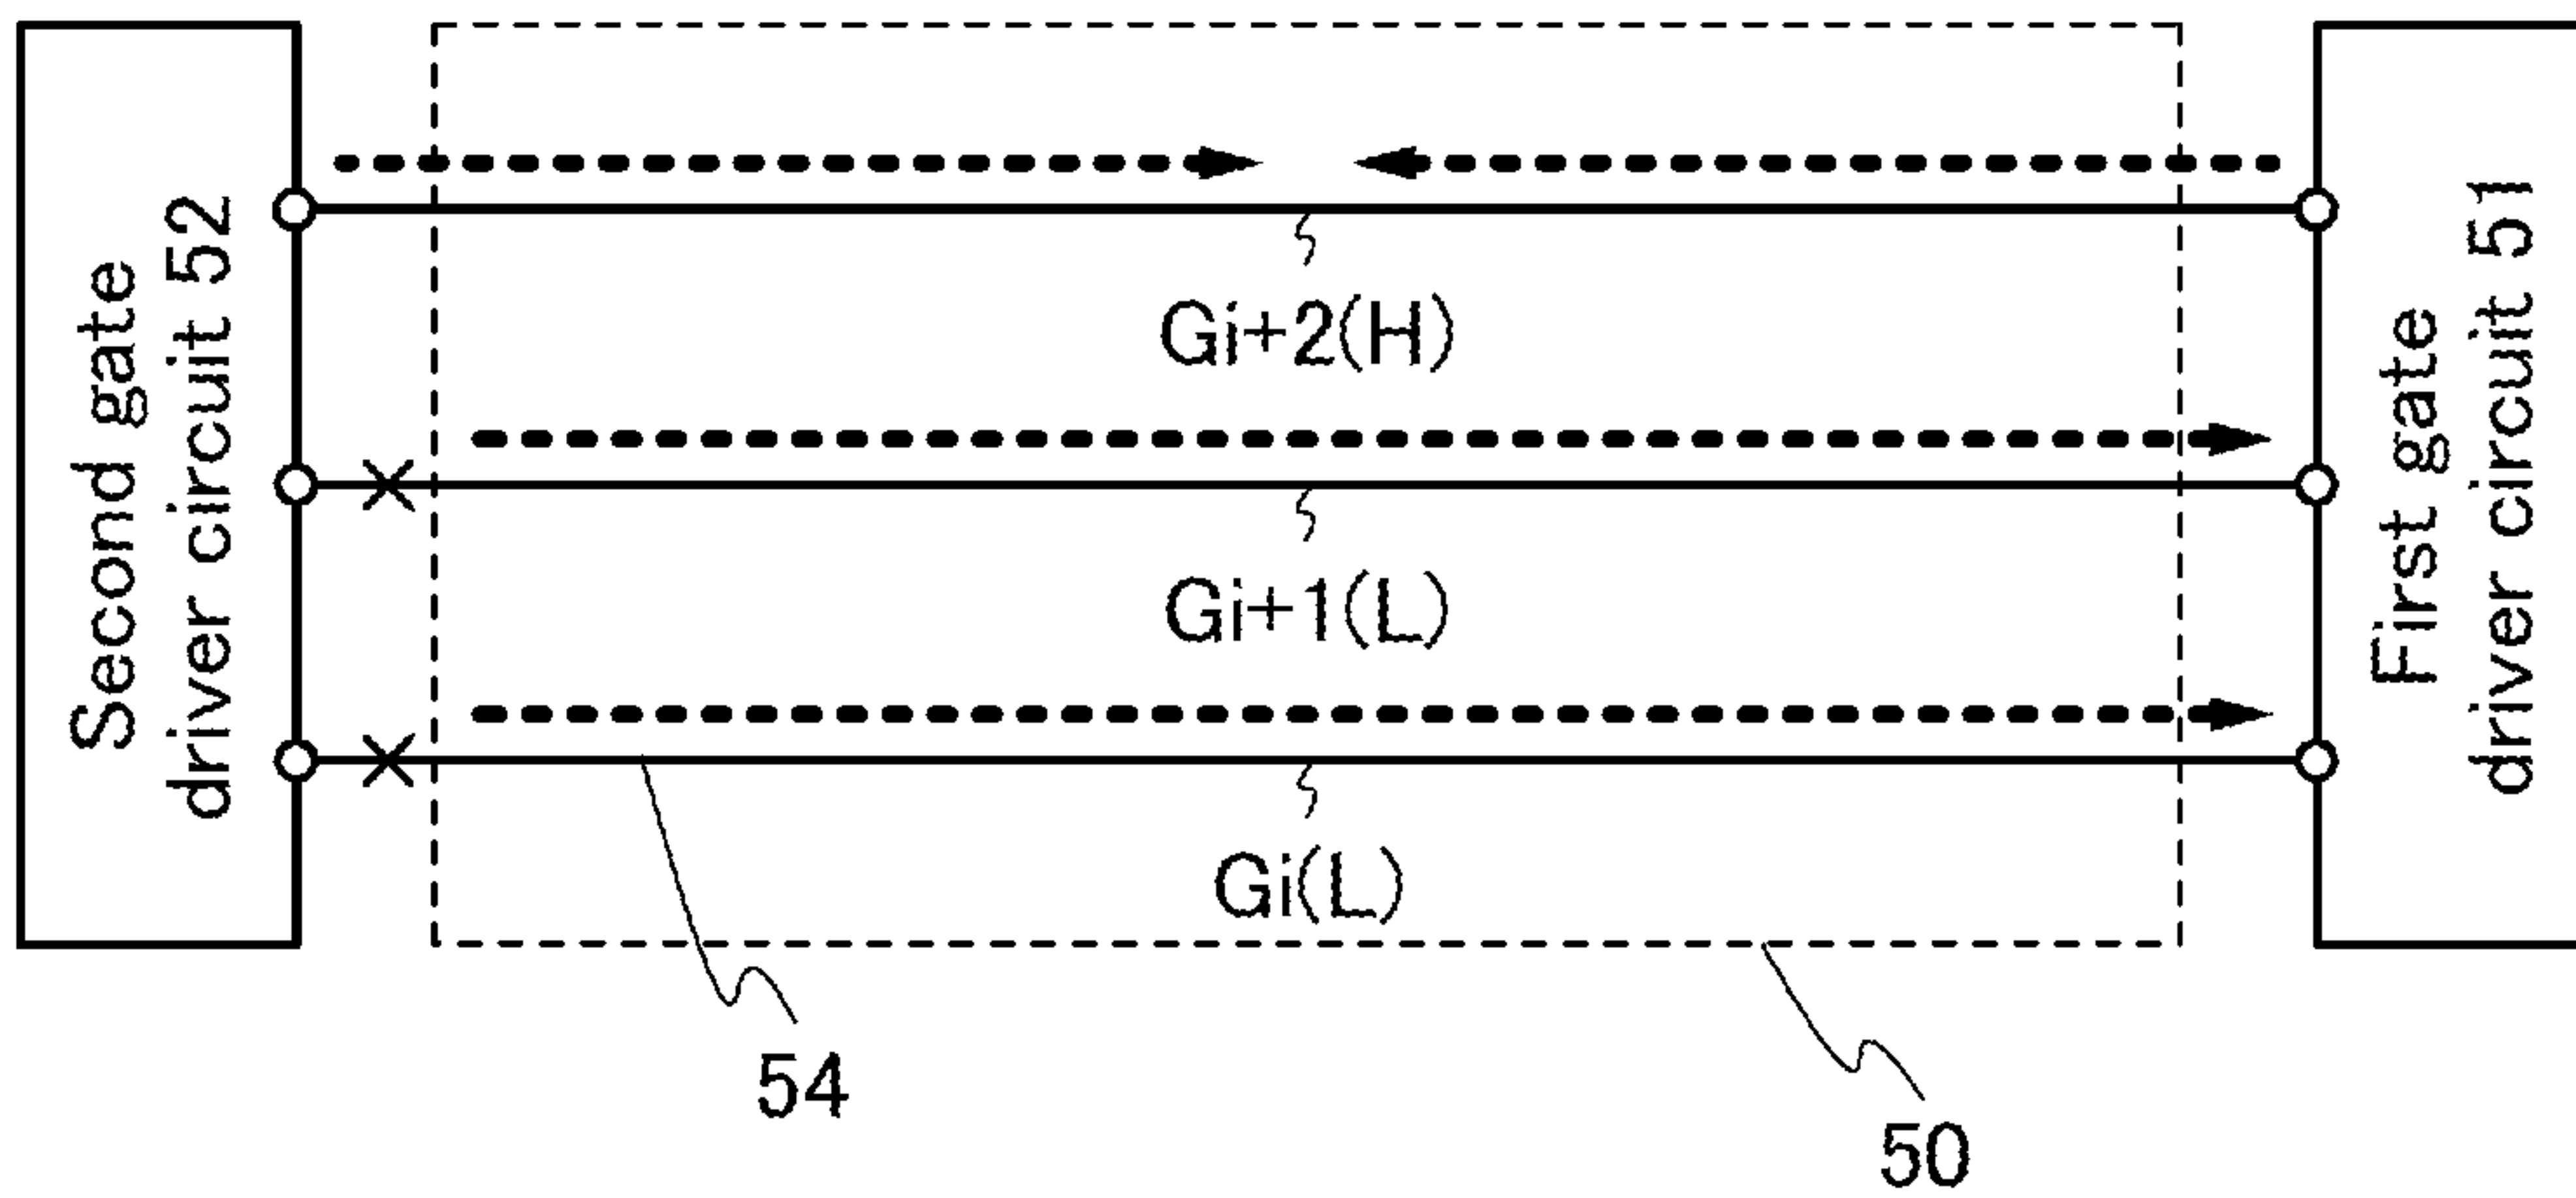 Second gate
driver circuit 52
Gi+2(H)
Gi+1(L)
Gi(L)
First gate
driver circuit 51
54
50